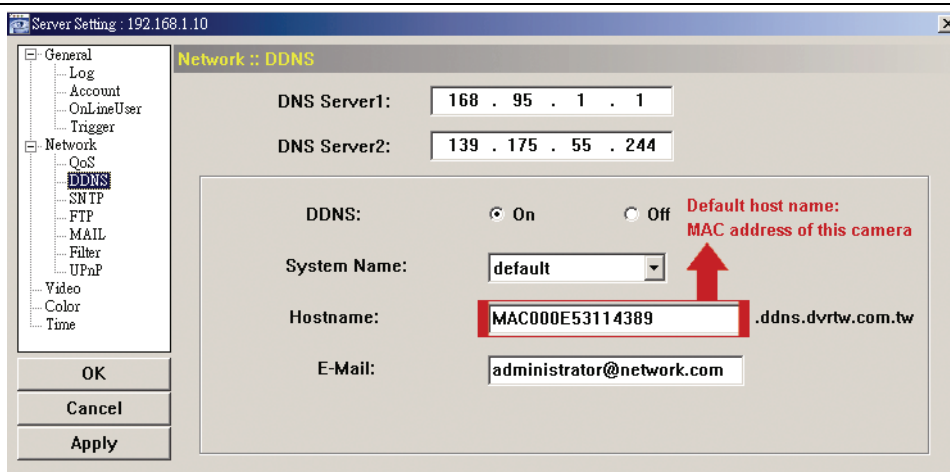 Server Setting : 192.168.1.10
General
Log
Account
OnLineUser
Trigger
Network
QoS
DDNS
SNTP
FTP
MAIL
Filter
UPnP
Video
Color
Time
OK
Cancel
Apply
Network :: DDNS
DNS Server1: 168 . 95 . 1 . 1
DNS Server2: 139 . 175 . 55 . 244
DDNS: On Off
Default host name:
MAC address of this camera
System Name: default
Hostname: MAC000E53114389 .ddns.dvrtw.com.tw
E-Mail: administrator@network.com